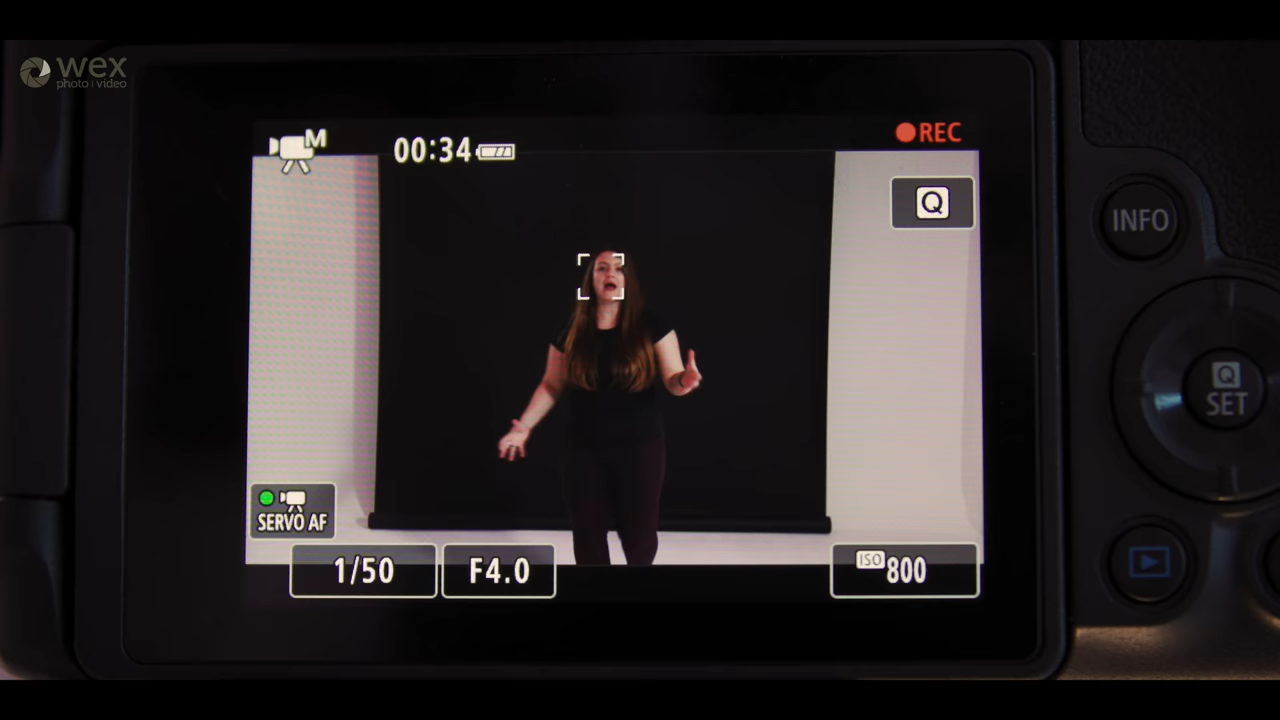 wex
photo | video
M
00:34
REC
Q
INFO
Q
SET
SERVO AF
1/50
F4.0
ISO
800